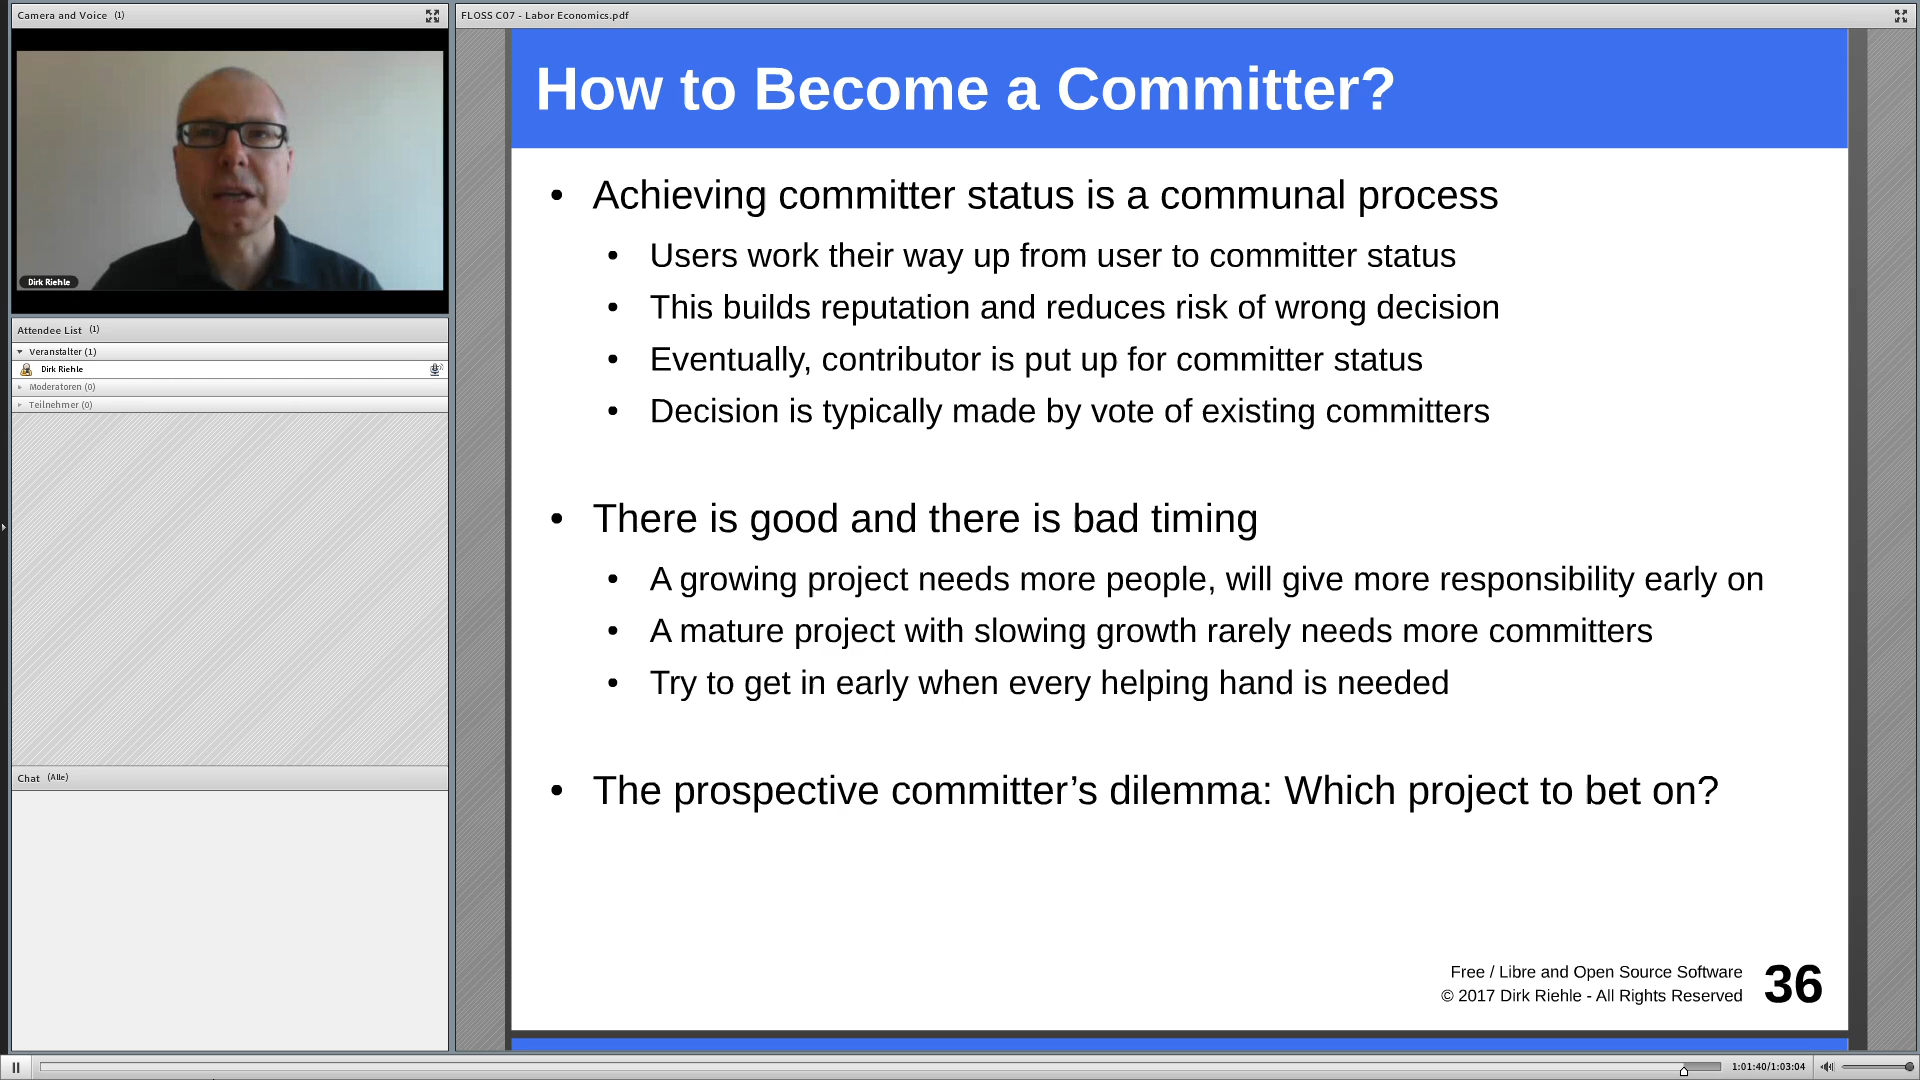 Camera and Voice (1)
Dirk Riehle
Attendee List (1)
Veranstalter (1)
Dirk Riehle
Moderatoren (0)
Teilnehmer (0)
Chat (Alle)
FLOSS C07 - Labor Economics.pdf
How to Become a Committer?
• Achieving committer status is a communal process
• Users work their way up from user to committer status
• This builds reputation and reduces risk of wrong decision
• Eventually, contributor is put up for committer status
• Decision is typically made by vote of existing committers
• There is good and there is bad timing
• A growing project needs more people, will give more responsibility early on
• A mature project with slowing growth rarely needs more committers
• Try to get in early when every helping hand is needed
• The prospective committer’s dilemma: Which project to bet on?
Free / Libre and Open Source Software
© 2017 Dirk Riehle - All Rights Reserved
36
1:01:40/1:03:04